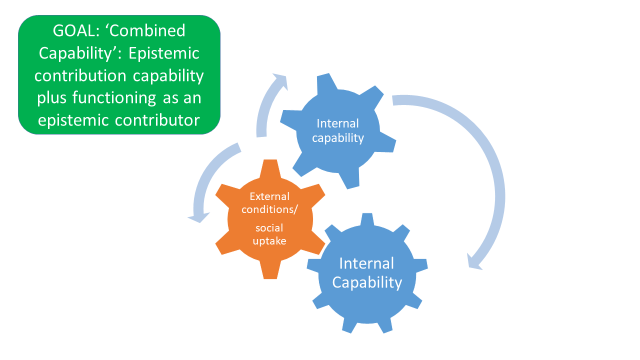 GOAL: ‘Combined
Capability’: Epistemic
contribution capability
plus functioning as an
epistemic contributor
Internal
capability
External
conditions/
social
uptake
Internal
Capability